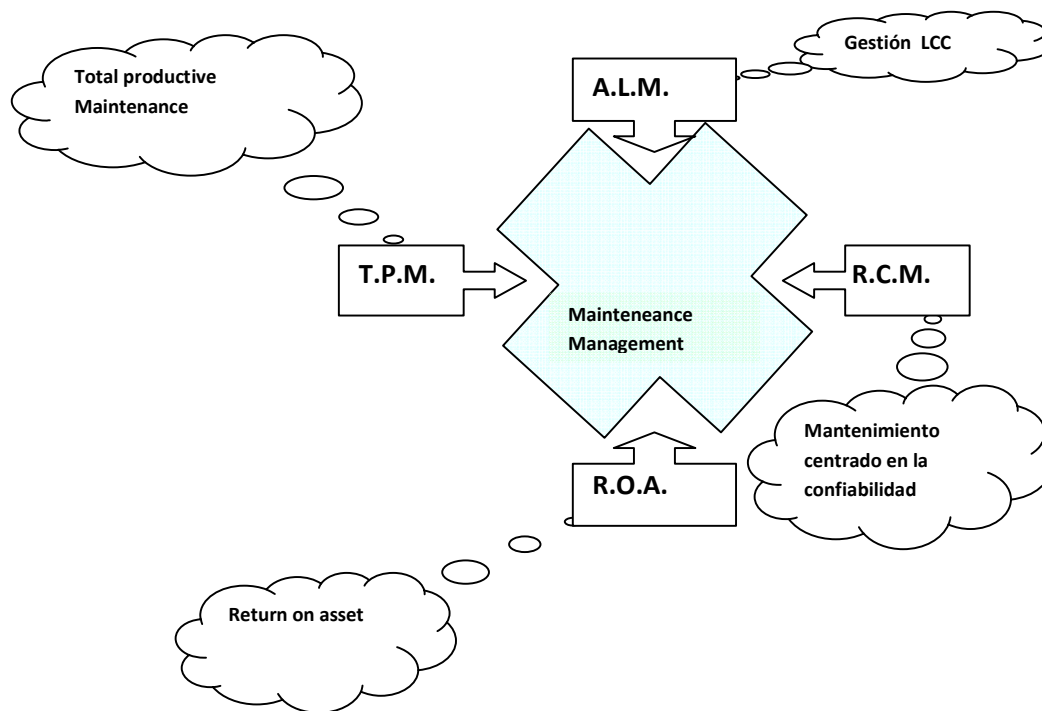 Gestión LCC
Total productive
Maintenance
A.L.M.
T.P.M.
R.C.M.
Mainteneance
Management
Mantenimiento
centrado en la
confiabilidad
R.O.A.
Return on asset